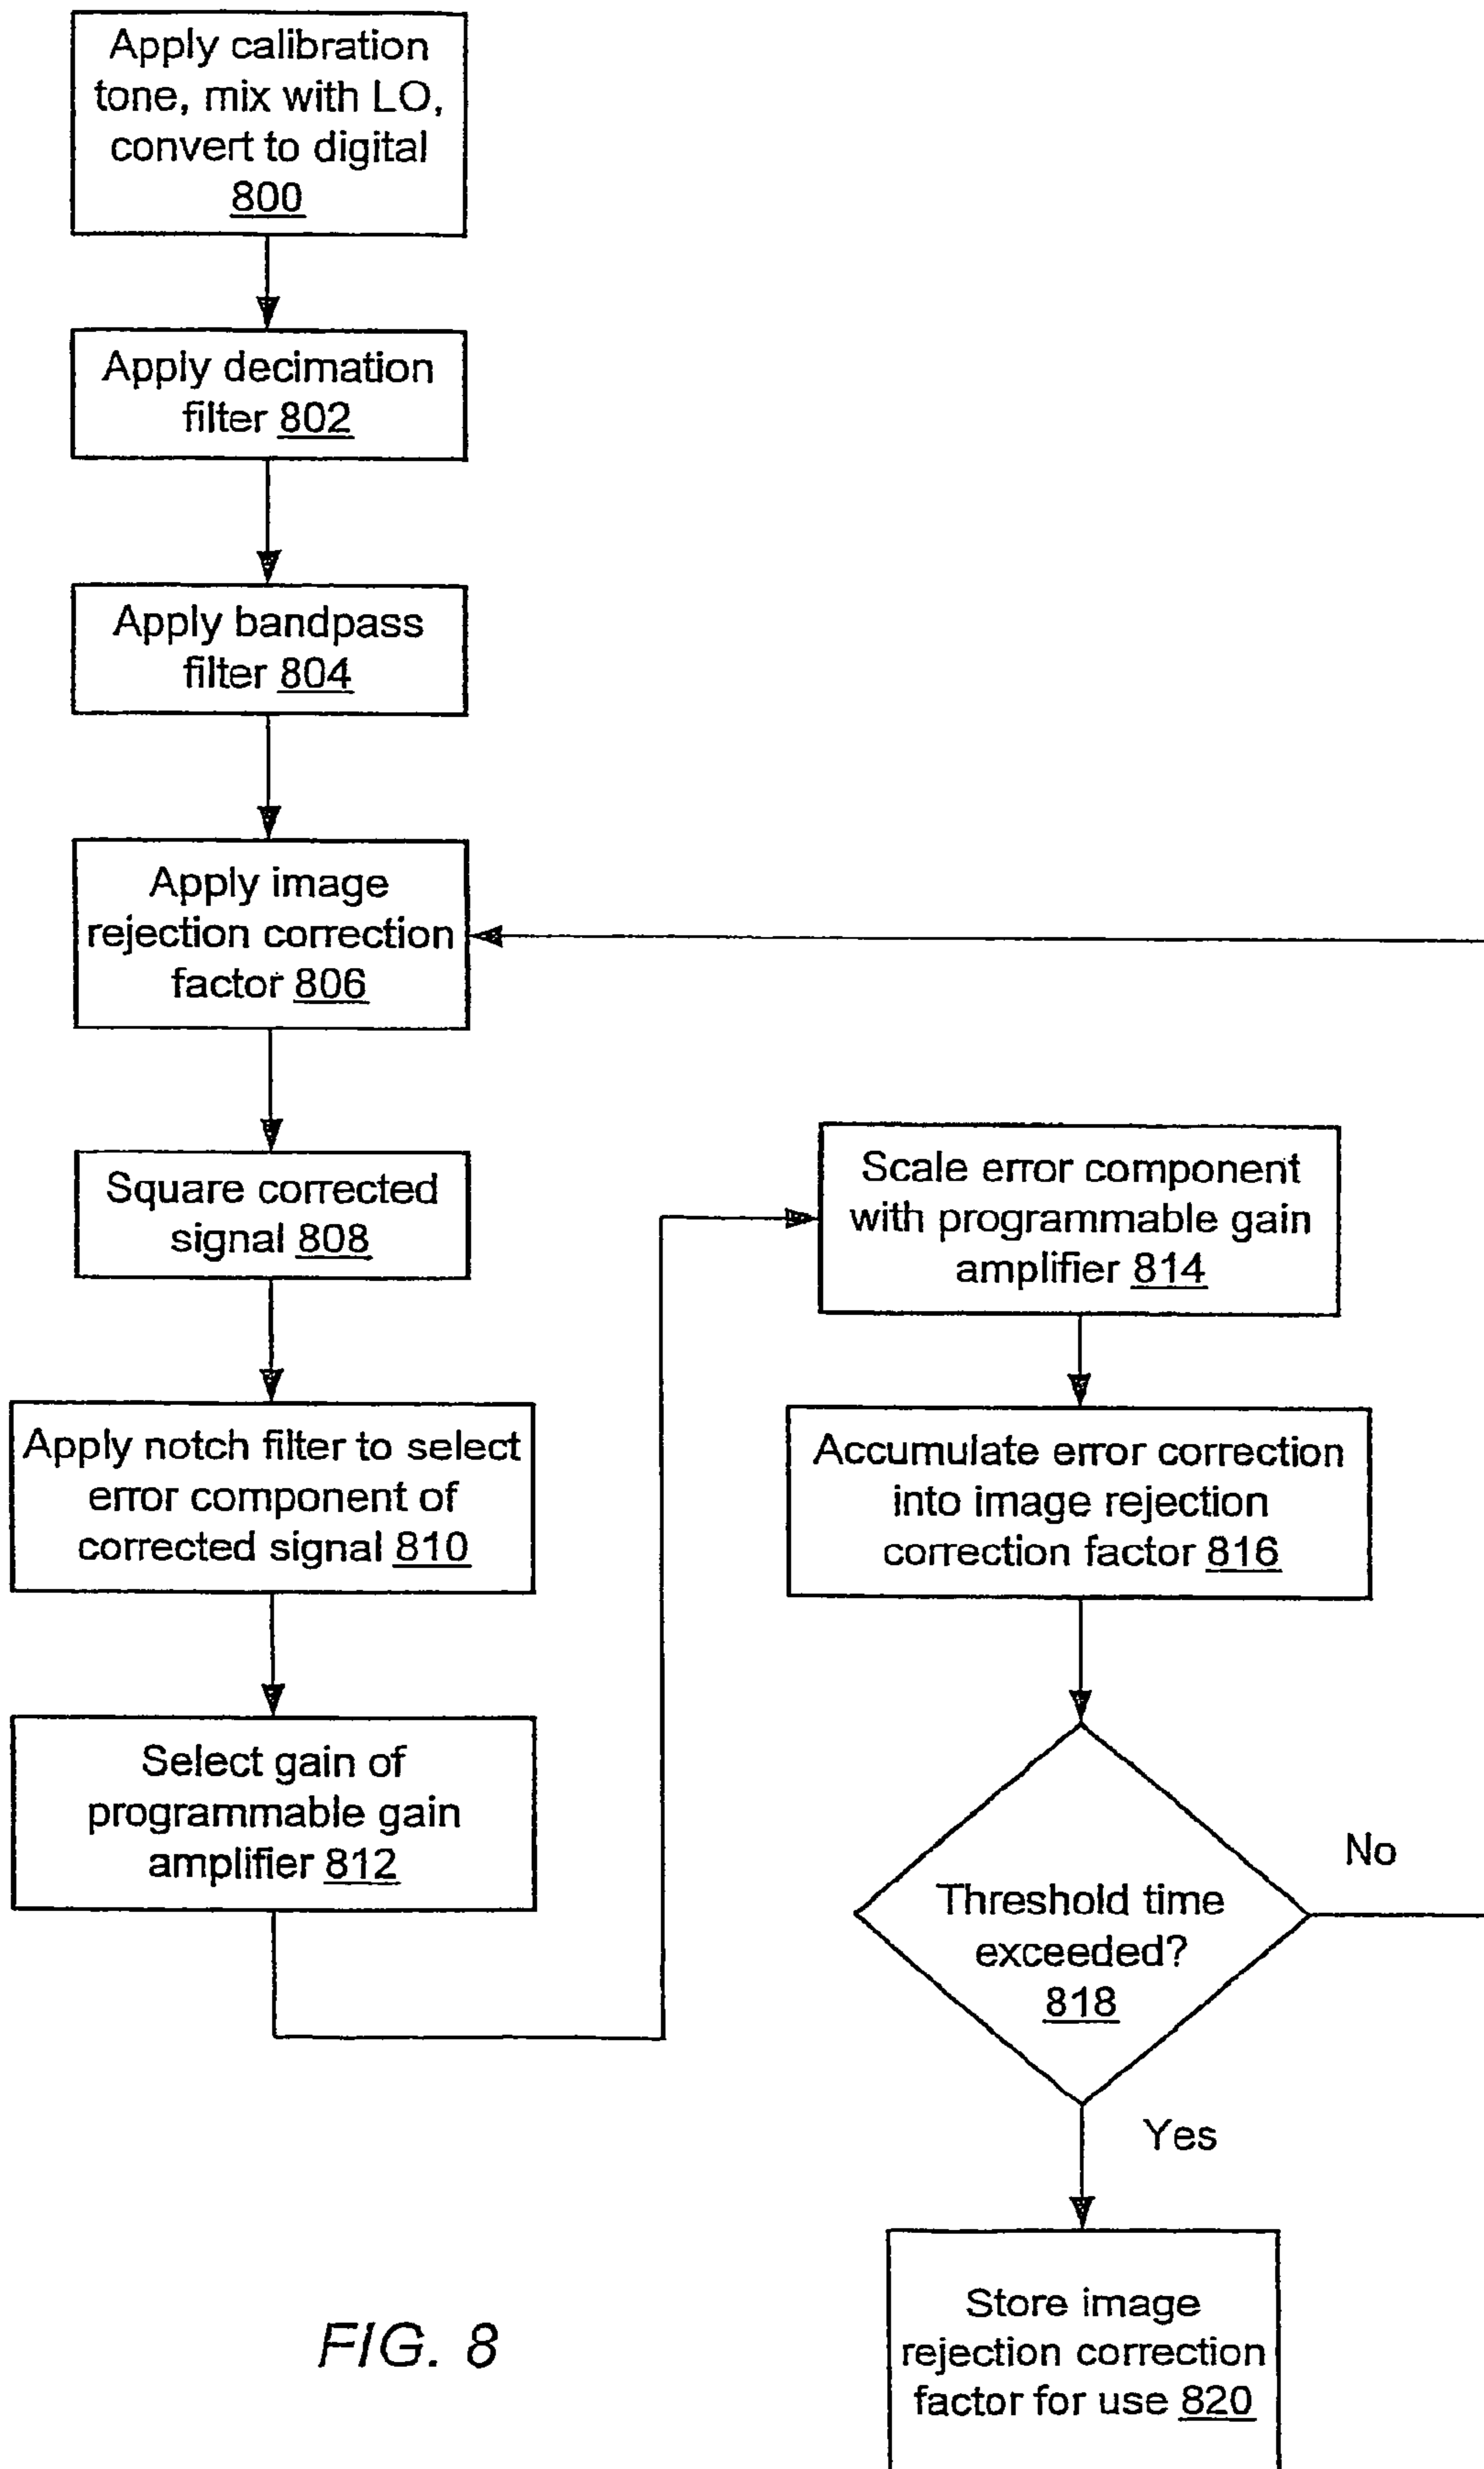 Apply calibration
tone, mix with LO,
convert to digital
800
Apply decimation
filter 802
Apply bandpass
filter 804
Apply image
rejection correction
factor 806
Square corrected
signal 808
Apply notch filter to select
error component of
corrected signal 810
Select gain of
programmable gain
amplifier 812
Scale error component
with programmable gain
amplifier 814
Accumulate error correction
into image rejection
correction factor 816
Threshold time
exceeded?
818
No
Yes
Store image
rejection correction
factor for use 820
FIG. 8